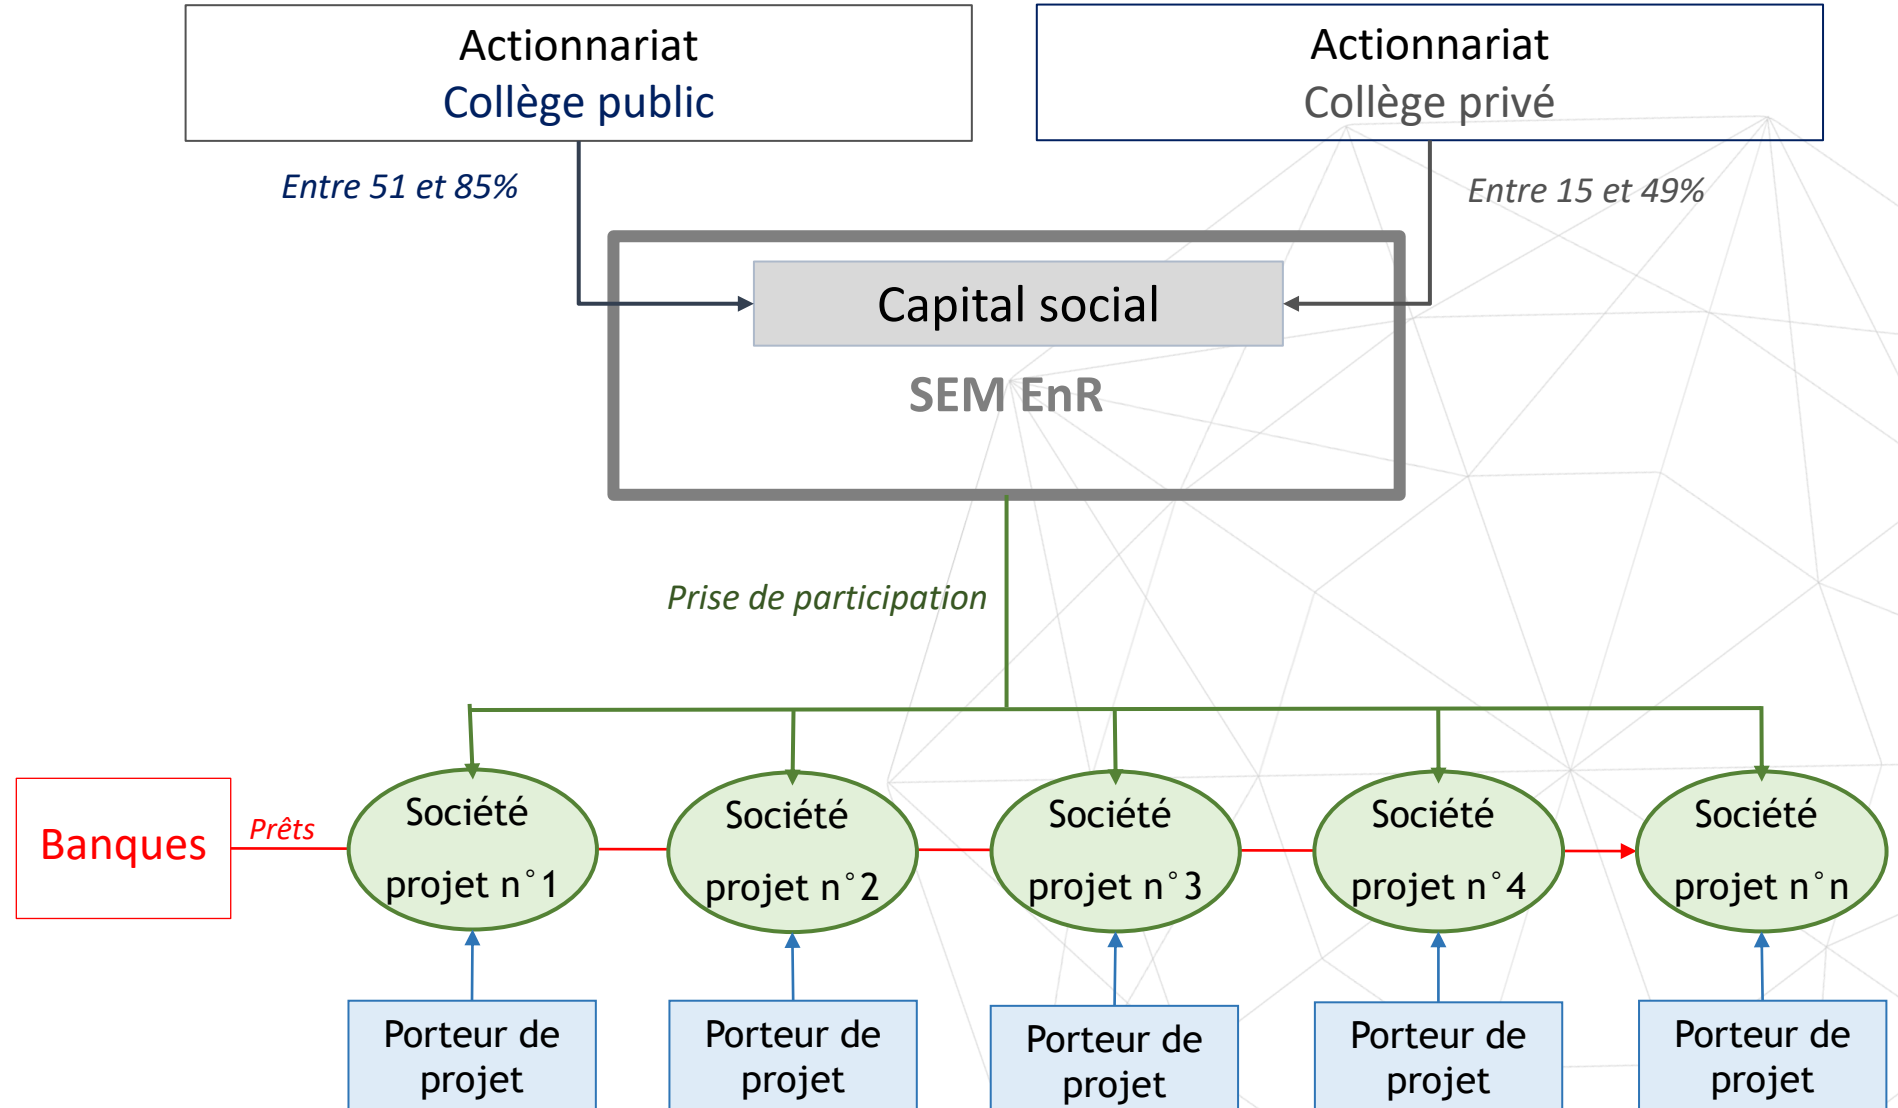 Actionnariat
Collège public
Actionnariat
Collège privé
Entre 51 et 85%
Entre 15 et 49%
Capital social
SEM EnR
Prise de participation
Banques
Prêts
Société
projet n°1
Société
projet n°2
Société
projet n°3
Société
projet n°4
Société
projet n°n
Porteur de
projet
Porteur de
projet
Porteur de
projet
Porteur de
projet
Porteur de
projet